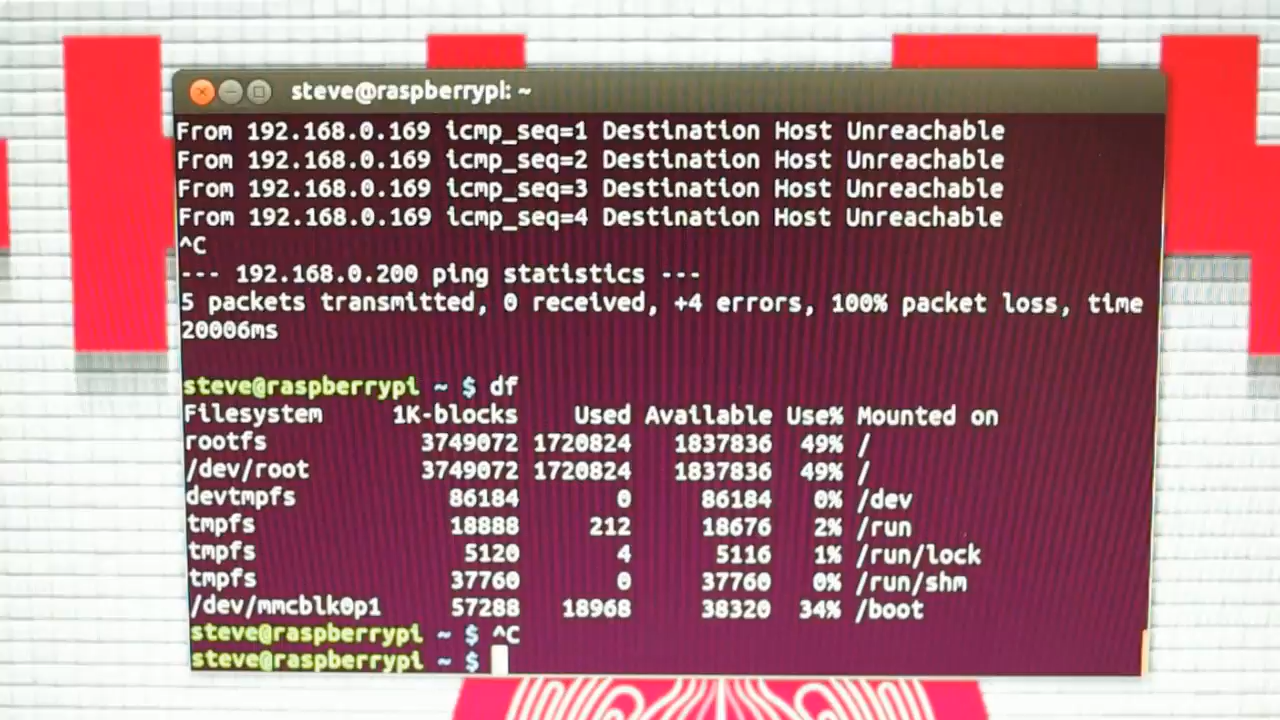 steve@raspberrypi: ~
From 192.168.0.169 icmp_seq=1 Destination Host Unreachable
From 192.168.0.169 icmp_seq=2 Destination Host Unreachable
From 192.168.0.169 icmp_seq=3 Destination Host Unreachable
From 192.168.0.169 icmp_seq=4 Destination Host Unreachable
^C
--- 192.168.0.200 ping statistics ---
5 packets transmitted, 0 received, +4 errors, 100% packet loss, time
20006ms
steve@raspberrypi ~ $ df
Filesystem 1K-blocks Used Available Use% Mounted on
rootfs 3749072 1720824 1837836 49% /
/dev/root 3749072 1720824 1837836 49% /
devtmpfs 86184 0 86184 0% /dev
tmpfs 18888 212 18676 2% /run
tmpfs 5120 4 5116 1% /run/lock
tmpfs 37760 0 37760 0% /run/shm
/dev/mmcblk0p1 57288 18968 38320 34% /boot
steve@raspberrypi ~ $ ^C
steve@raspberrypi ~ $